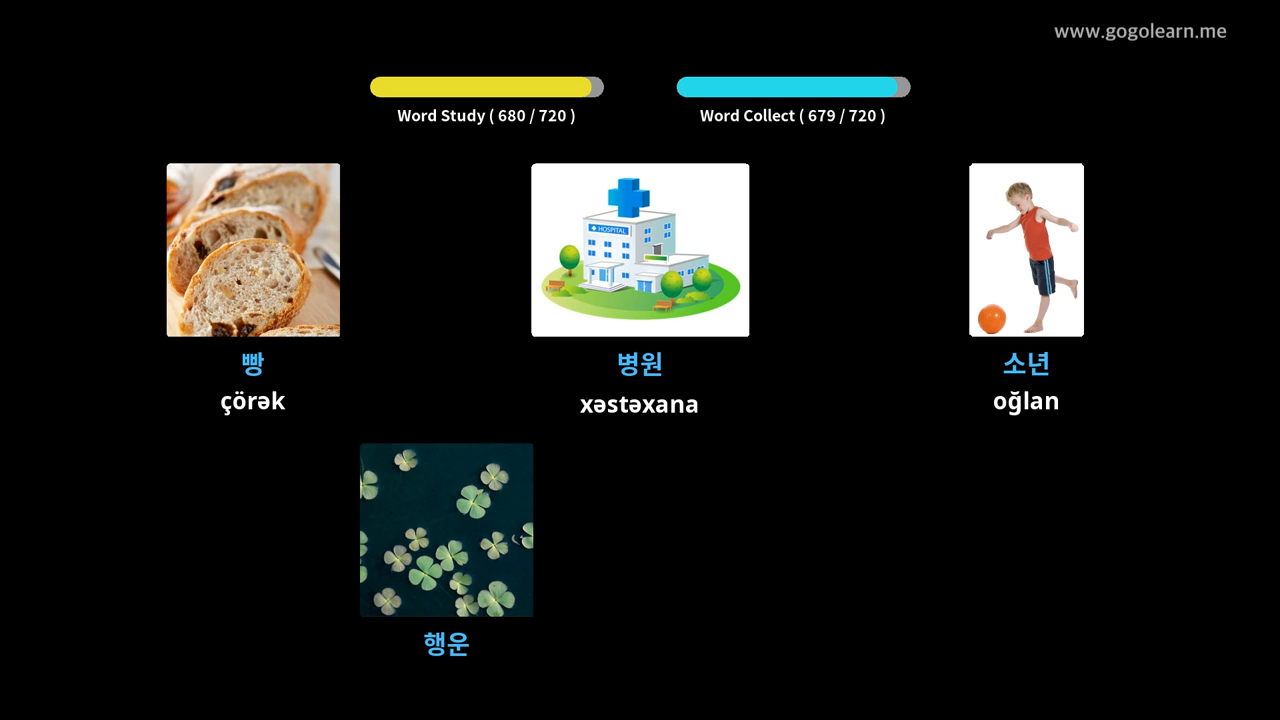 www.gogolearn.me
Word Study ( 680 / 720 )
Word Collect ( 679 / 720 )
HOSPITAL
빵
çörək
병원
xəstəxana
소년
oğlan
행운